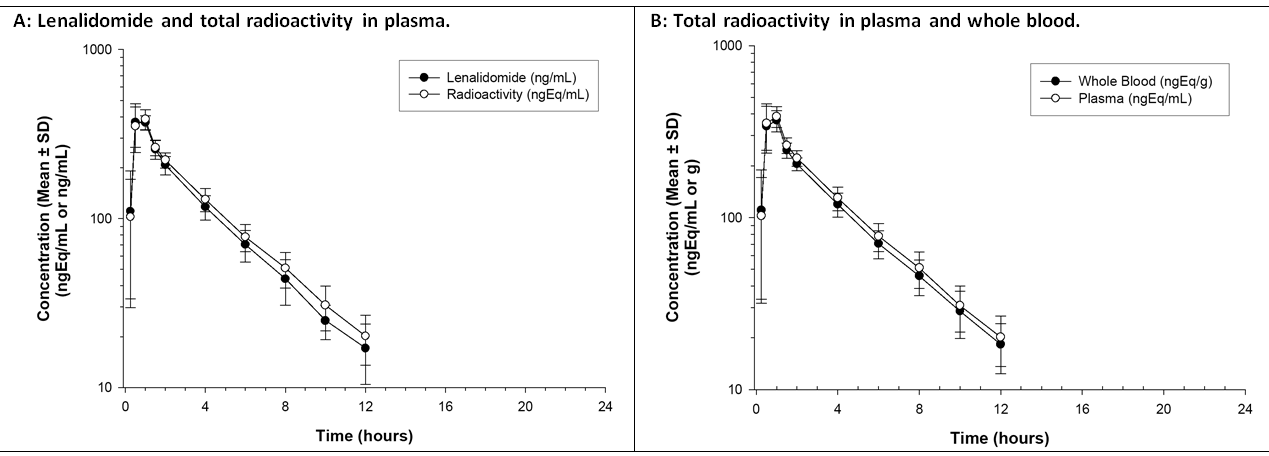 A: Lenalidomide and total radioactivity in plasma.
1000
Lenalidomide (ng/mL)
Radioactivity (ngEq/mL)
Concentration (Mean ± SD)
(ngEq/mL or ng/mL)
100
10
0 4 8 12 16 20 24
Time (hours)
B: Total radioactivity in plasma and whole blood.
1000
Whole Blood (ngEq/g)
Plasma (ngEq/mL)
Concentration (Mean ± SD)
(ngEq/mL or g)
100
10
0 4 8 12 16 20 24
Time (hours)